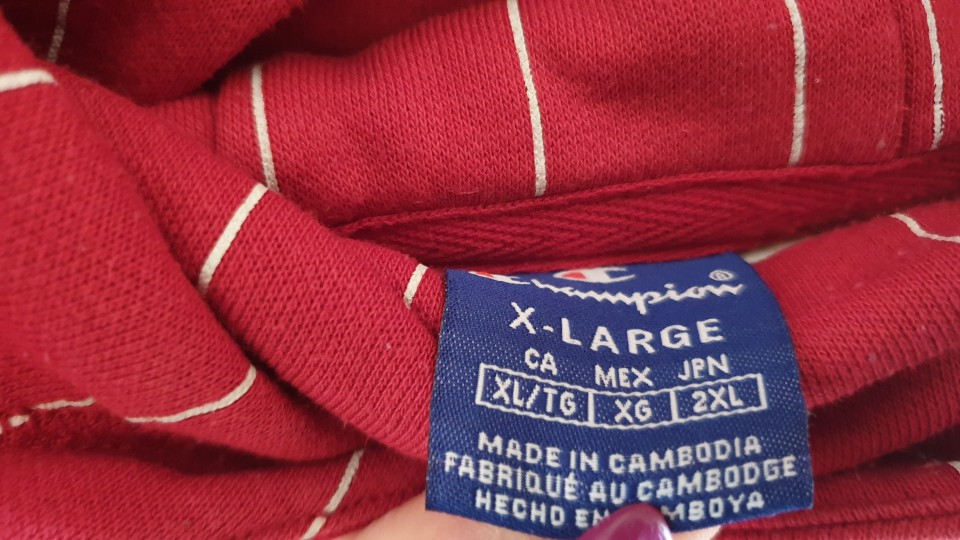 Champion®
X-LARGE
CA MEX JPN
XL/TG XG 2XL
MADE IN CAMBODIA
FABRIQUÉ AU CAMBODGE
HECHO EN